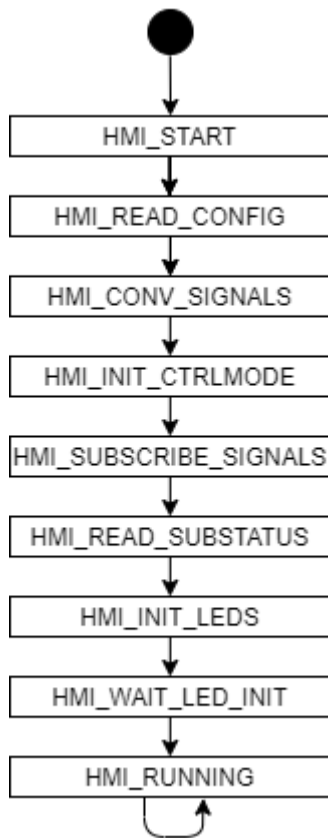 HMI_START
HMI_READ_CONFIG
HMI_CONV_SIGNALS
HMI_INIT_CTRLMODE
HMI_SUBSCRIBE_SIGNALS
HMI_READ_SUBSTATUS
HMI_INIT_LEDS
HMI_WAIT_LED_INIT
HMI_RUNNING